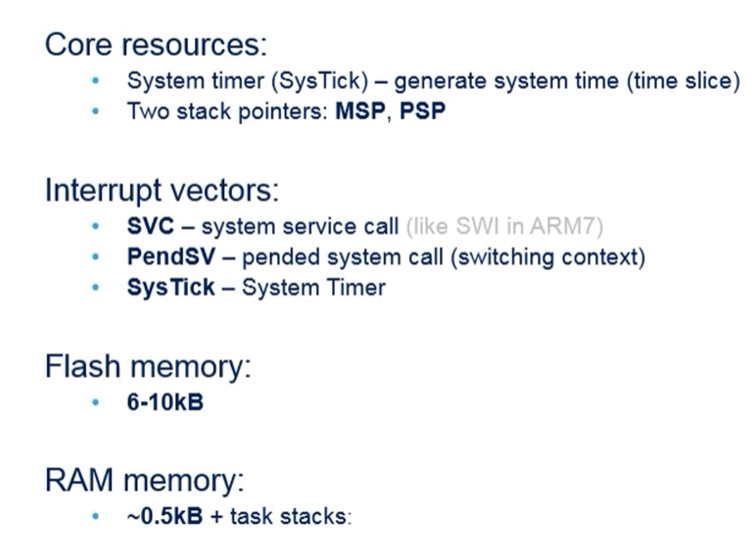 Core resources:
• System timer (SysTick) – generate system time (time slice)
• Two stack pointers: MSP, PSP
Interrupt vectors:
• SVC – system service call (like SWI in ARM7)
• PendSV – pended system call (switching context)
• SysTick – System Timer
Flash memory:
• 6-10kB
RAM memory:
• ~0.5kB + task stacks: